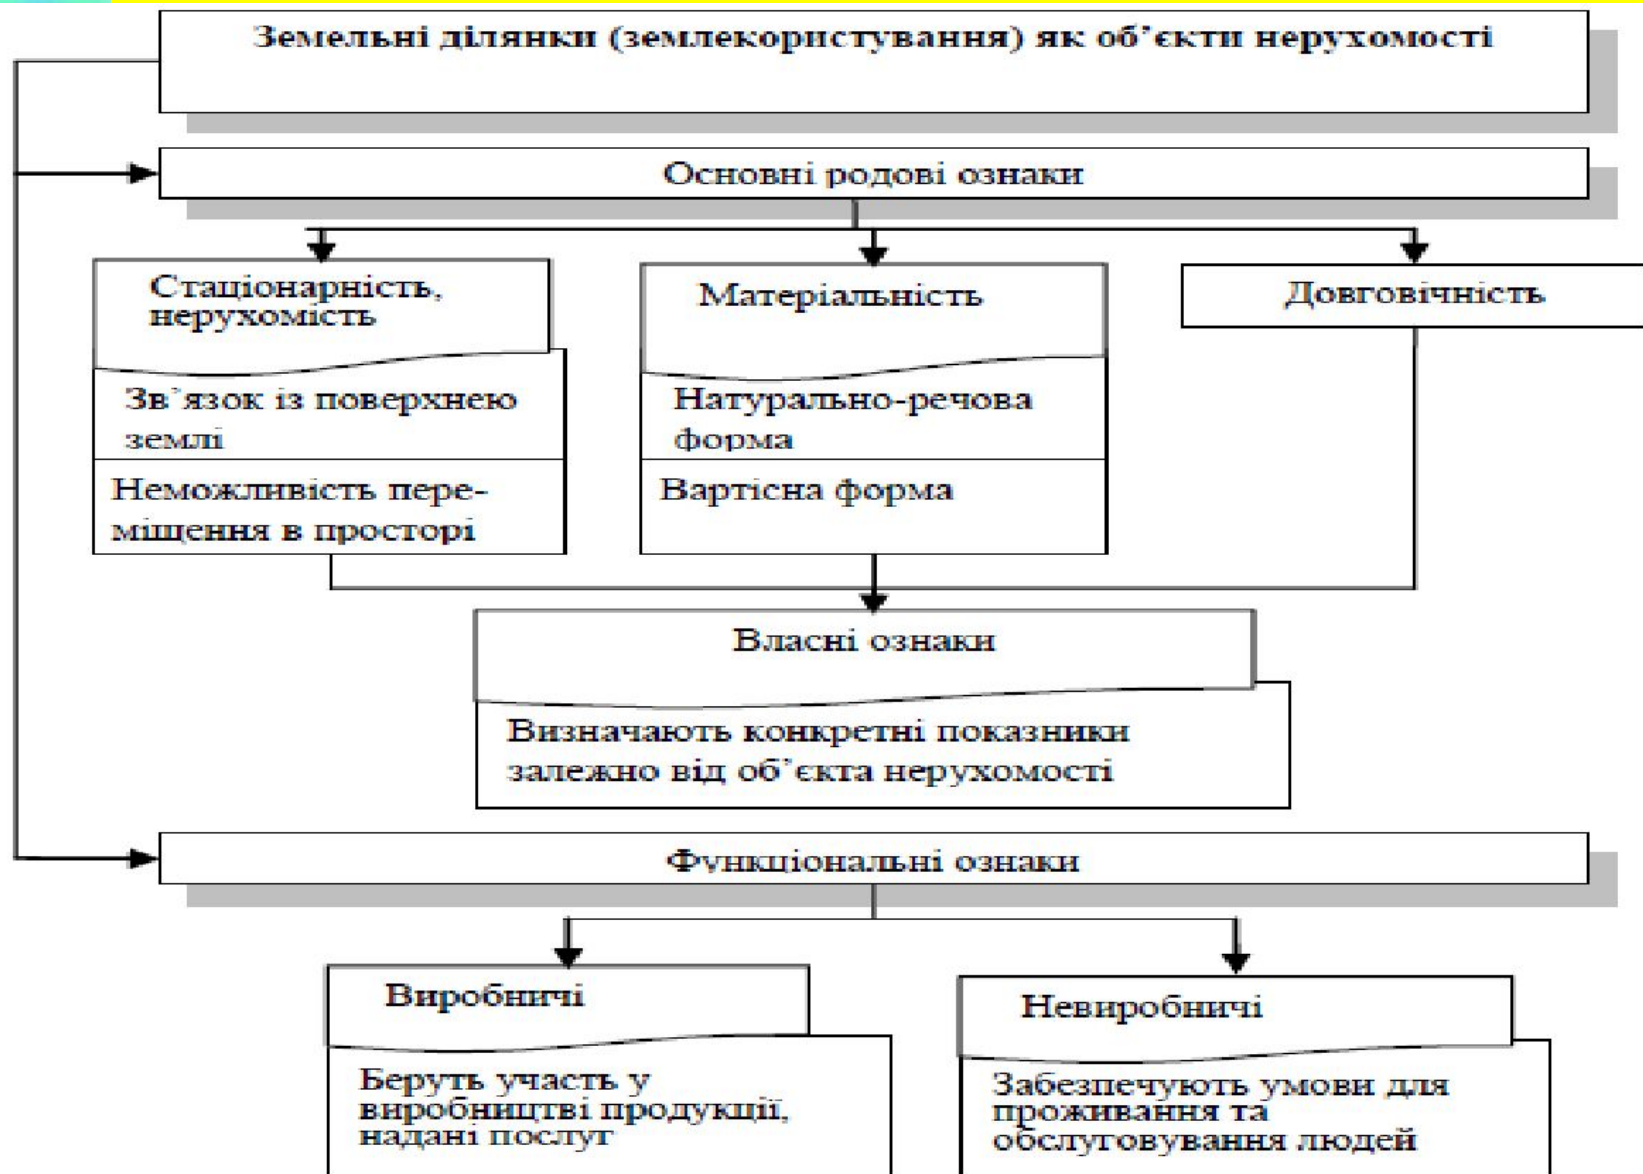 Земельні ділянки (землекористування) як об’єкти нерухомості
Основні родові ознаки
Стаціонарність,
нерухомість
Матеріальність
Довговічність
Зв’язок із поверхнею
землі
Натурально-речова
форма
Неможливість пере-
міщення в просторі
Вартісна форма
Власні ознаки
Визначають конкретні показники
залежно від об’єкта нерухомості
Функціональні ознаки
Виробничі
Невиробничі
Беруть участь у
виробництві продукції,
надані послуг
Забезпечують умови для
проживання та
обслуговування людей